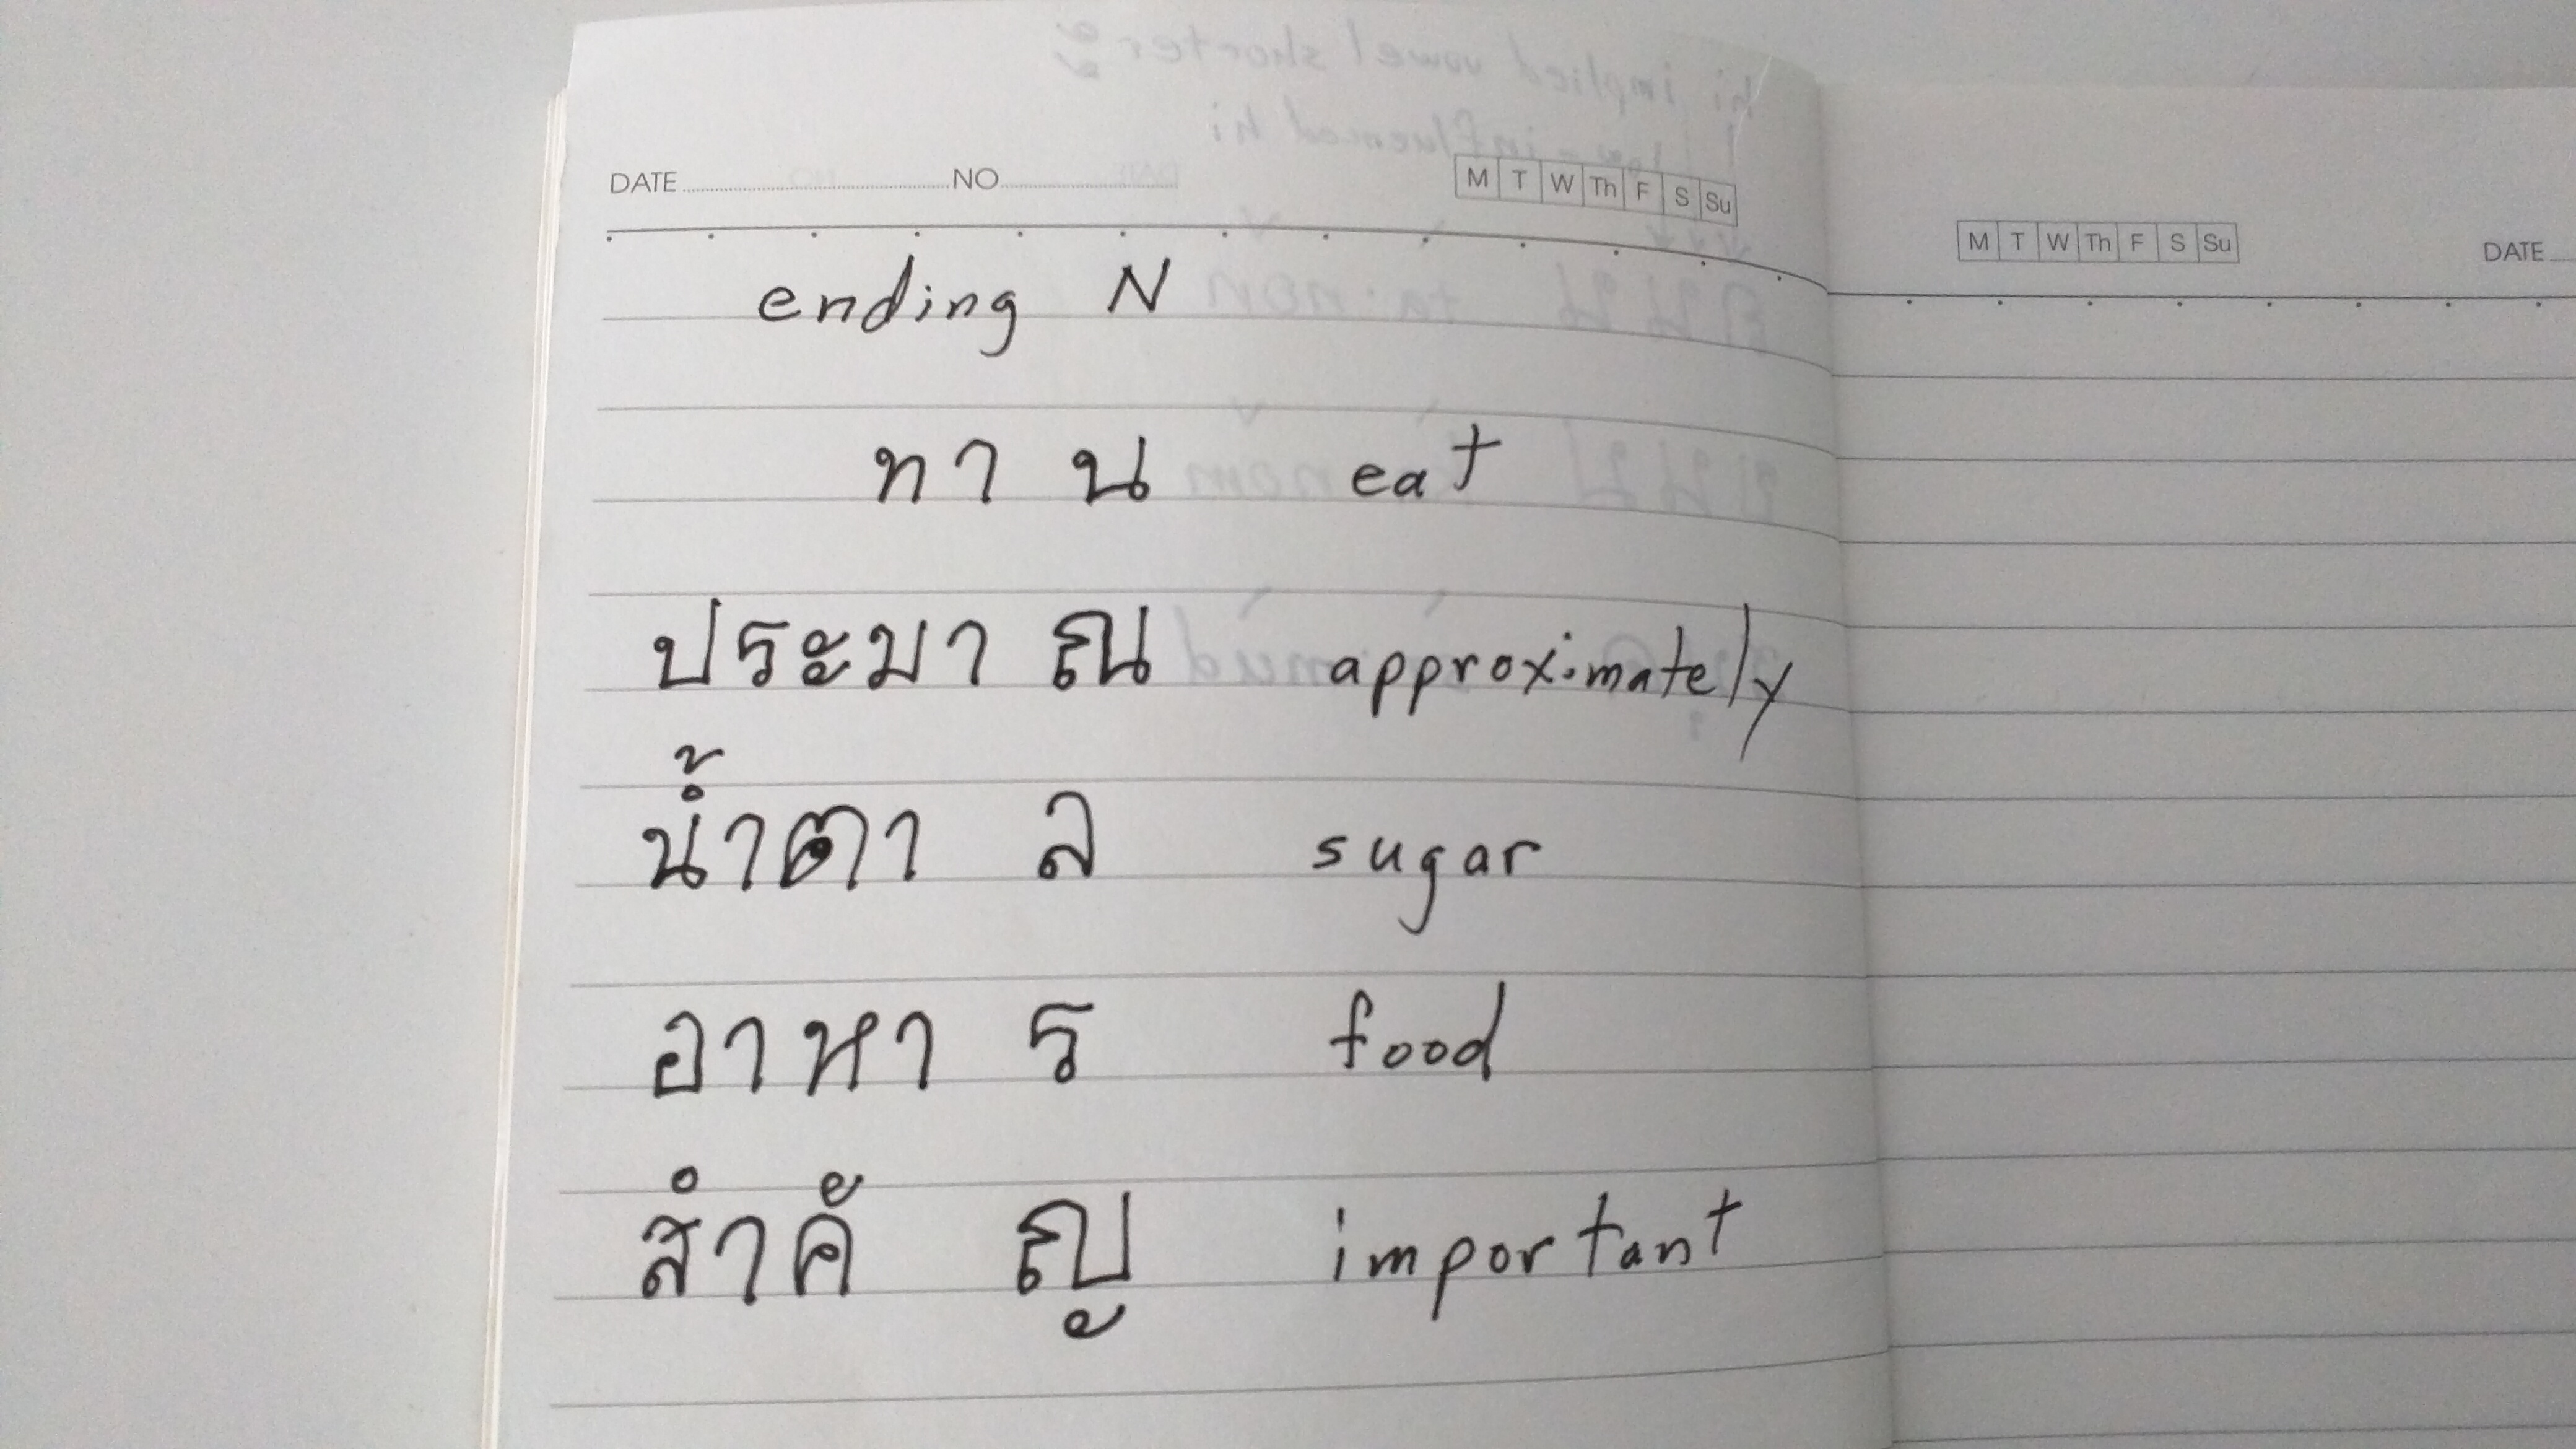 DATE NO M T W Th F S Su
ending N
ทา น eat
ประมา ณ approximately
น้ำตา ล sugar
อาหา ร food
สำคั ญ important
M T W Th F S Su DATE